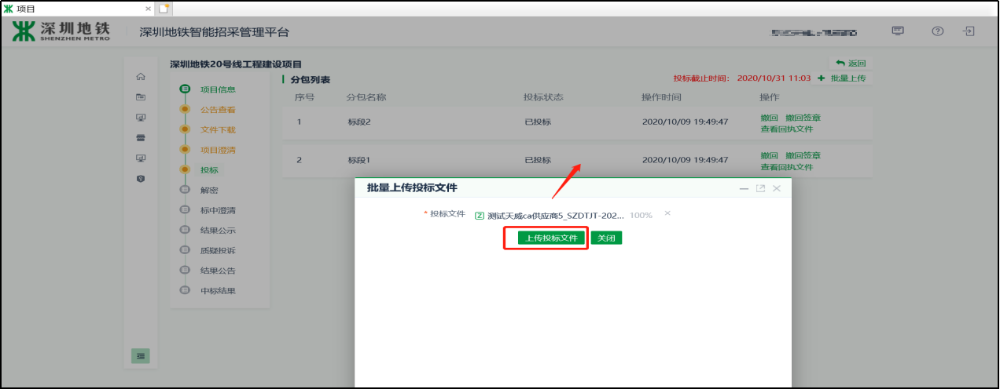 项目
深圳地铁
SHENZHEN METRO
深圳地铁智能招采管理平台
深圳地铁20号线工程建设项目
返回
项目信息
公告查看
文件下载
项目澄清
投标
解密
标中澄清
结果公示
质疑投诉
结果公告
中标结果
分包列表
投标截止时间： 2020/10/31 11:03
批量上传
序号 分包名称 投标状态 操作时间 操作
1 标段2 已投标 2020/10/09 19:49:47 撤回 撤回签章
查看回执文件
2 标段1 已投标 2020/10/09 19:49:47 撤回 撤回签章
查看回执文件
批量上传投标文件
* 投标文件 测试天威ca供应商5_SZDTJT-202... 100%
上传投标文件 关闭